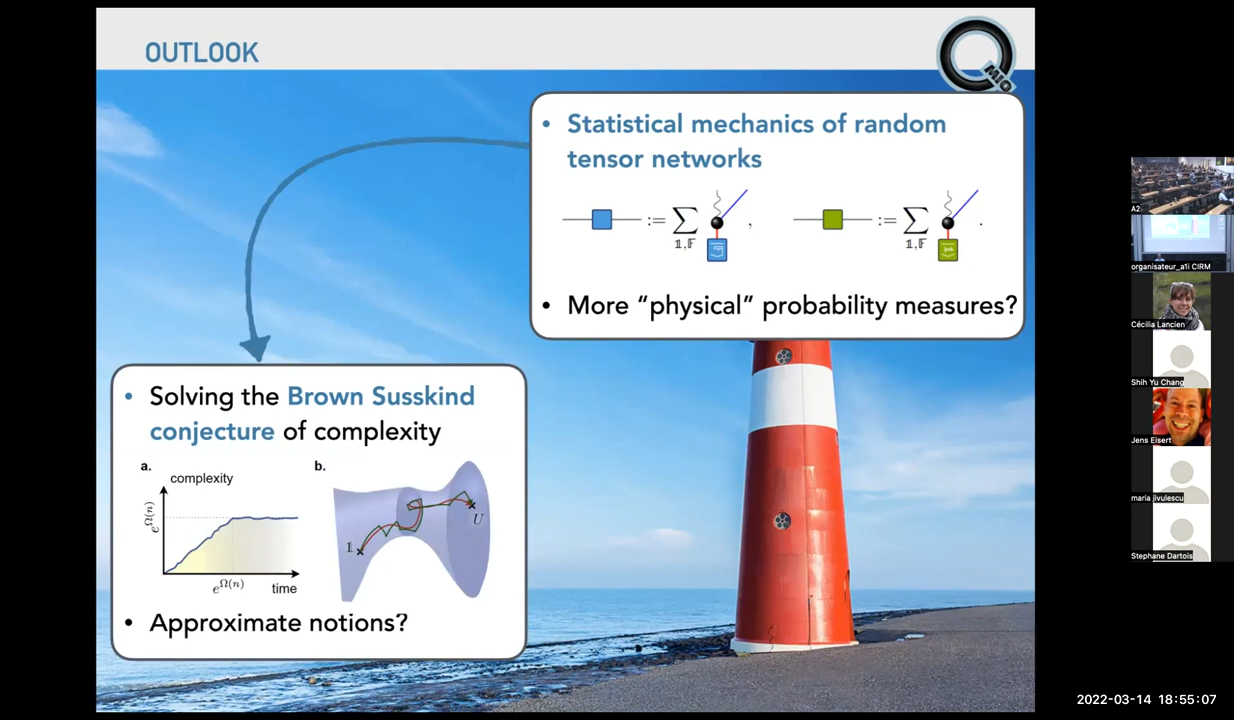 OUTLOOK
QMIO
• Statistical mechanics of random
tensor networks
:= ∑ 𝟙,𝔽 ,
:= ∑ 𝟙,𝔽 .
• More “physical” probability measures?
• Solving the Brown Susskind
conjecture of complexity
a.
complexity
e^Ω(n)
e^Ω(n)
time
b.
𝟙
U
• Approximate notions?
A2
organisateur_a1i CIRM
Cécilia Lancien
Shih Yu Chang
Jens Eisert
maria jivulescu
Stephane Dartois
2022-03-14 18:55:07